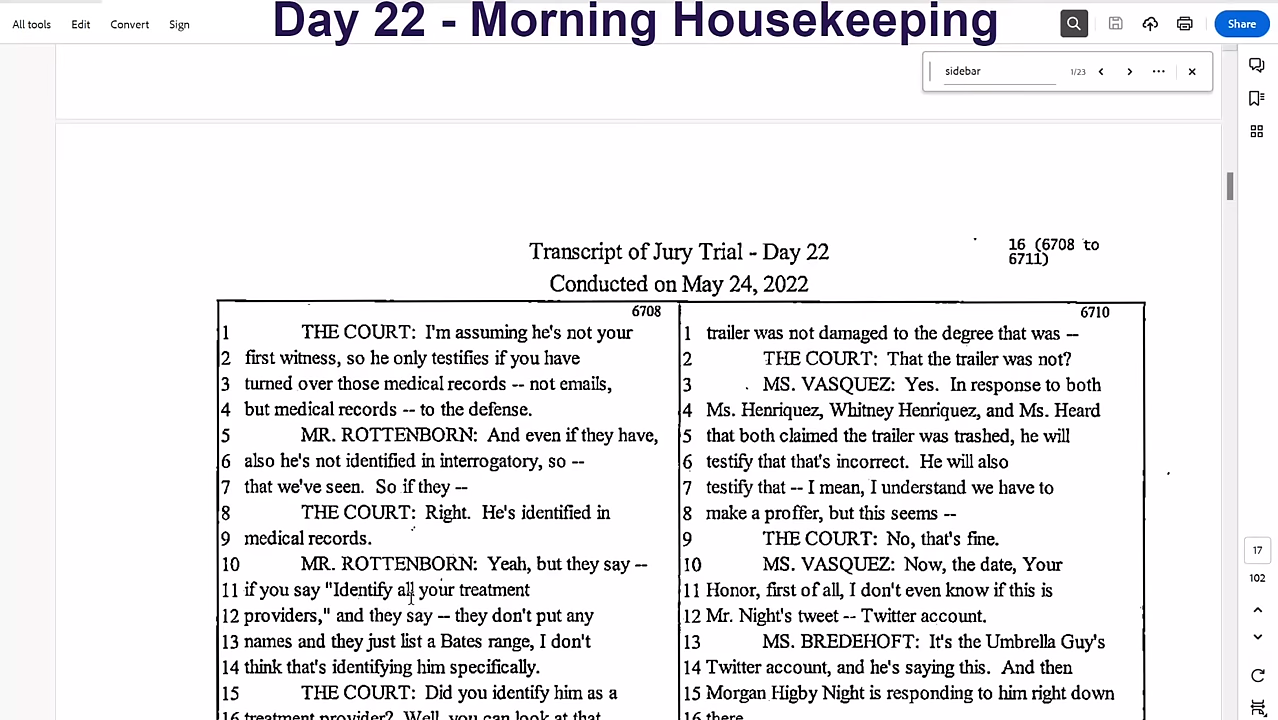 Day 22 - Morning Housekeeping
All tools Edit Convert Sign
Share
sidebar 1/23
Transcript of Jury Trial - Day 22
Conducted on May 24, 2022
16 (6708 to
6711)
6708
1 THE COURT: I'm assuming he's not your
2 first witness, so he only testifies if you have
3 turned over those medical records -- not emails,
4 but medical records -- to the defense.
5 MR. ROTTENBORN: And even if they have,
6 also he's not identified in interrogatory, so --
7 that we've seen. So if they --
8 THE COURT: Right. He's identified in
9 medical records.
10 MR. ROTTENBORN: Yeah, but they say --
11 if you say "Identify all your treatment
12 providers," and they say -- they don't put any
13 names and they just list a Bates range, I don't
14 think that's identifying him specifically.
15 THE COURT: Did you identify him as a
16 treatment provider? Well, you can look at that
6710
1 trailer was not damaged to the degree that was --
2 THE COURT: That the trailer was not?
3 MS. VASQUEZ: Yes. In response to both
4 Ms. Henriquez, Whitney Henriquez, and Ms. Heard
5 that both claimed the trailer was trashed, he will
6 testify that that's incorrect. He will also
7 testify that -- I mean, I understand we have to
8 make a proffer, but this seems --
9 THE COURT: No, that's fine.
10 MS. VASQUEZ: Now, the date, Your
11 Honor, first of all, I don't even know if this is
12 Mr. Night's tweet -- Twitter account.
13 MS. BREDEHOFT: It's the Umbrella Guy's
14 Twitter account, and he's saying this. And then
15 Morgan Higby Night is responding to him right down
16 there.
17
102